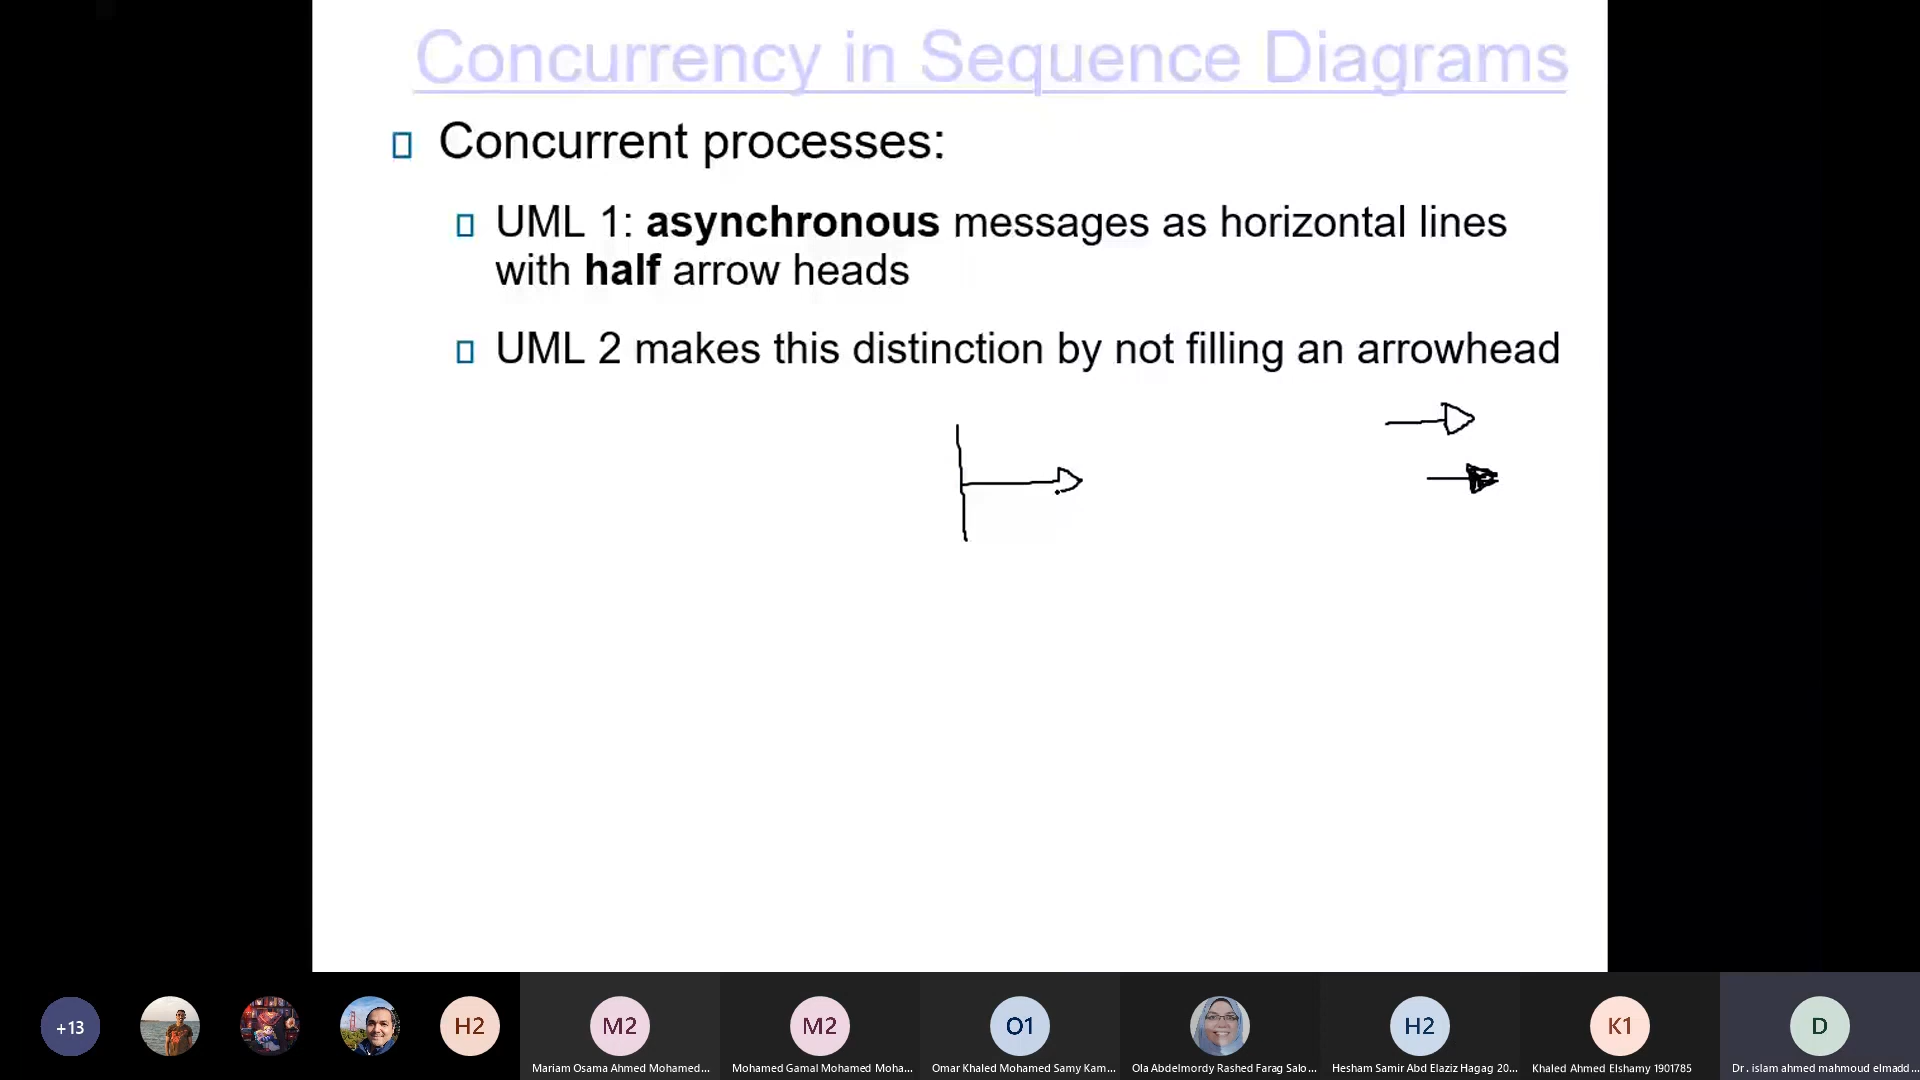 Concurrency in Sequence Diagrams
Concurrent processes:
UML 1: asynchronous messages as horizontal lines
with half arrow heads
UML 2 makes this distinction by not filling an arrowhead
+13
H2
M2
M2
O1
H2
K1
D
Mariam Osama Ahmed Mohamed...
Mohamed Gamal Mohamed Moha...
Omar Khaled Mohamed Samy Kam...
Ola Abdelmordy Rashed Farag Salo...
Hesham Samir Abd Elaziz Hagag 20...
Khaled Ahmed Elshamy 1901785
Dr. islam ahmed mahmoud elmadd...